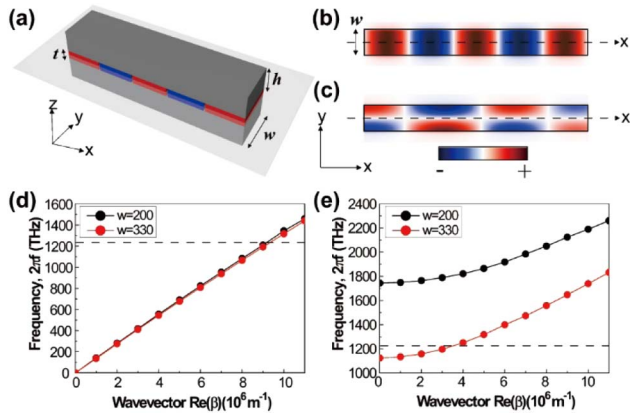 (a)
t
h
w
z
y
x
(b)
w
x
(c)
x
y
x
- +
(d)
1600
1400
1200
1000
800
600
400
200
0
w=200
w=330
Frequency, 2πf (THz)
0 2 4 6 8 10
Wavevector Re(β)(10⁶m⁻¹)
(e)
2400
2200
2000
1800
1600
1400
1200
1000
w=200
w=330
Frequency, 2πf (THz)
0 2 4 6 8 10
Wavevector Re(β)(10⁶m⁻¹)